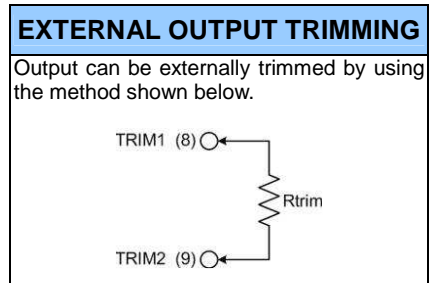 EXTERNAL OUTPUT TRIMMING
Output can be externally trimmed by using
the method shown below.
TRIM1 (8)
Rtrim
TRIM2 (9)